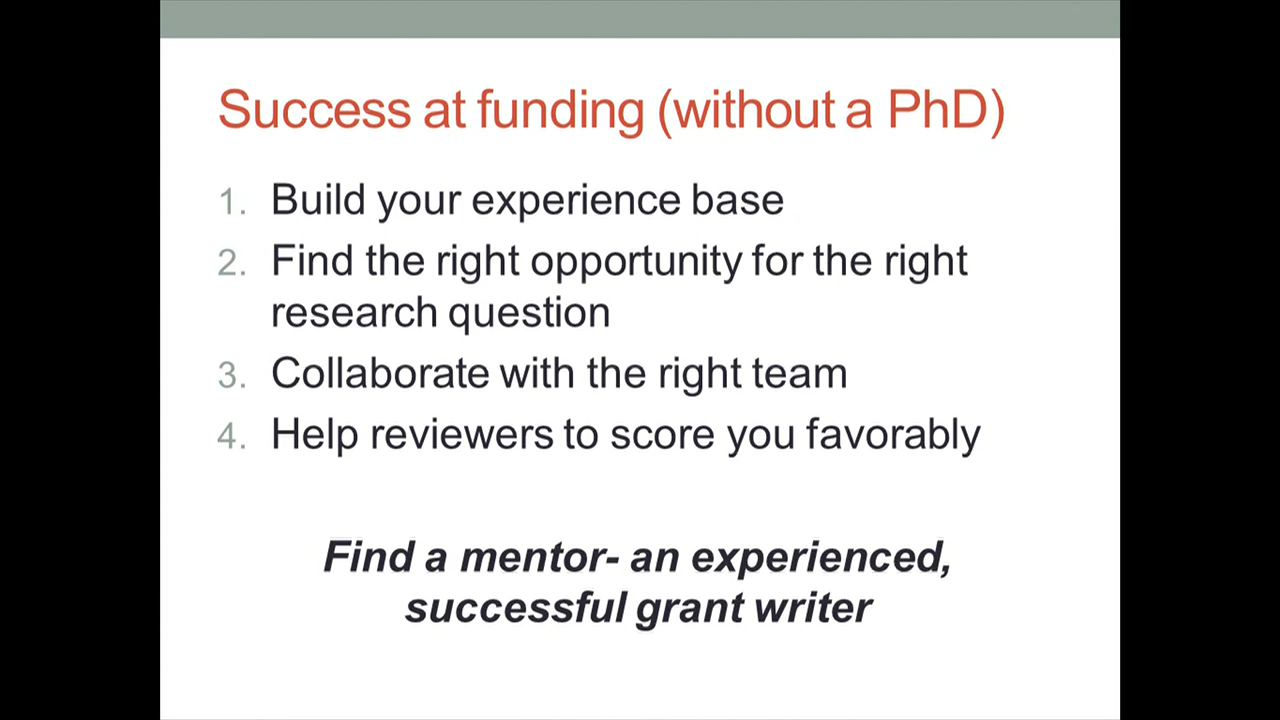 Success at funding (without a PhD)
1. Build your experience base
2. Find the right opportunity for the right
research question
3. Collaborate with the right team
4. Help reviewers to score you favorably
Find a mentor- an experienced,
successful grant writer